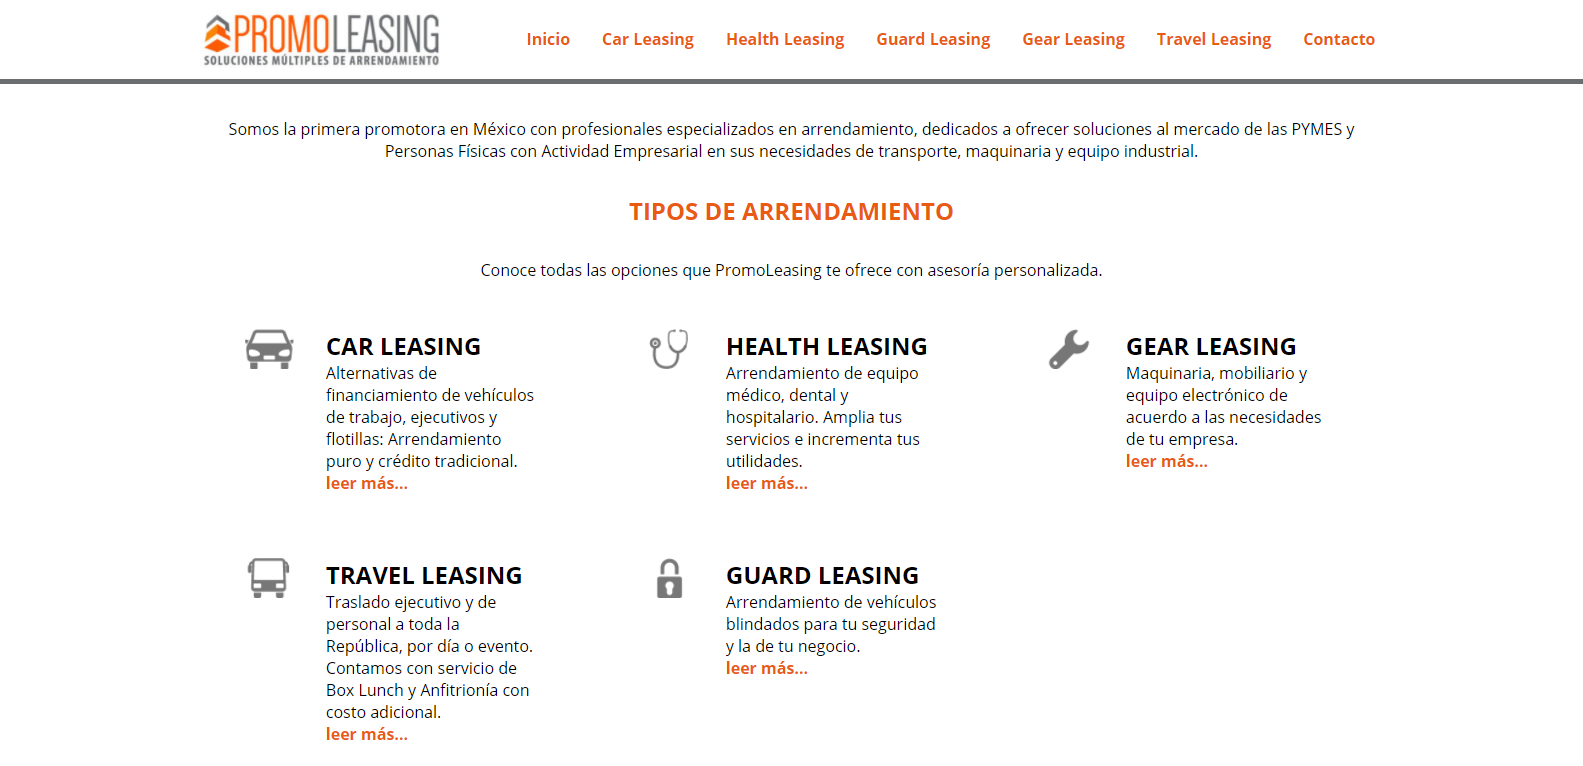 PROMOLEASING
SOLUCIONES MÚLTIPLES DE ARRENDAMIENTO
Inicio Car Leasing Health Leasing Guard Leasing Gear Leasing Travel Leasing Contacto
Somos la primera promotora en México con profesionales especializados en arrendamiento, dedicados a ofrecer soluciones al mercado de las PYMES y
Personas Físicas con Actividad Empresarial en sus necesidades de transporte, maquinaria y equipo industrial.
TIPOS DE ARRENDAMIENTO
Conoce todas las opciones que PromoLeasing te ofrece con asesoría personalizada.
CAR LEASING
Alternativas de
financiamiento de vehículos
de trabajo, ejecutivos y
flotillas: Arrendamiento
puro y crédito tradicional.
leer más...
HEALTH LEASING
Arrendamiento de equipo
médico, dental y
hospitalario. Amplia tus
servicios e incrementa tus
utilidades.
leer más...
GEAR LEASING
Maquinaria, mobiliario y
equipo electrónico de
acuerdo a las necesidades
de tu empresa.
leer más...
TRAVEL LEASING
Traslado ejecutivo y de
personal a toda la
República, por día o evento.
Contamos con servicio de
Box Lunch y Anfitrionía con
costo adicional.
leer más...
GUARD LEASING
Arrendamiento de vehículos
blindados para tu seguridad
y la de tu negocio.
leer más...